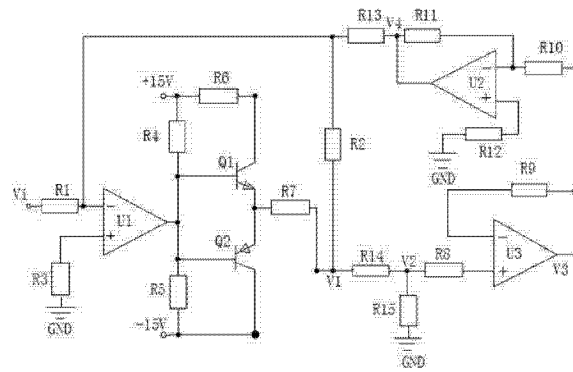 R13 V4 R11
+15V R6
R10
U2
R4
R2
R12
GND
Q1
Vi R1
R7
R9
U1
Q2
U3
R3
R14 V2 R8
V1
V3
R5
R15
GND
-15V
GND